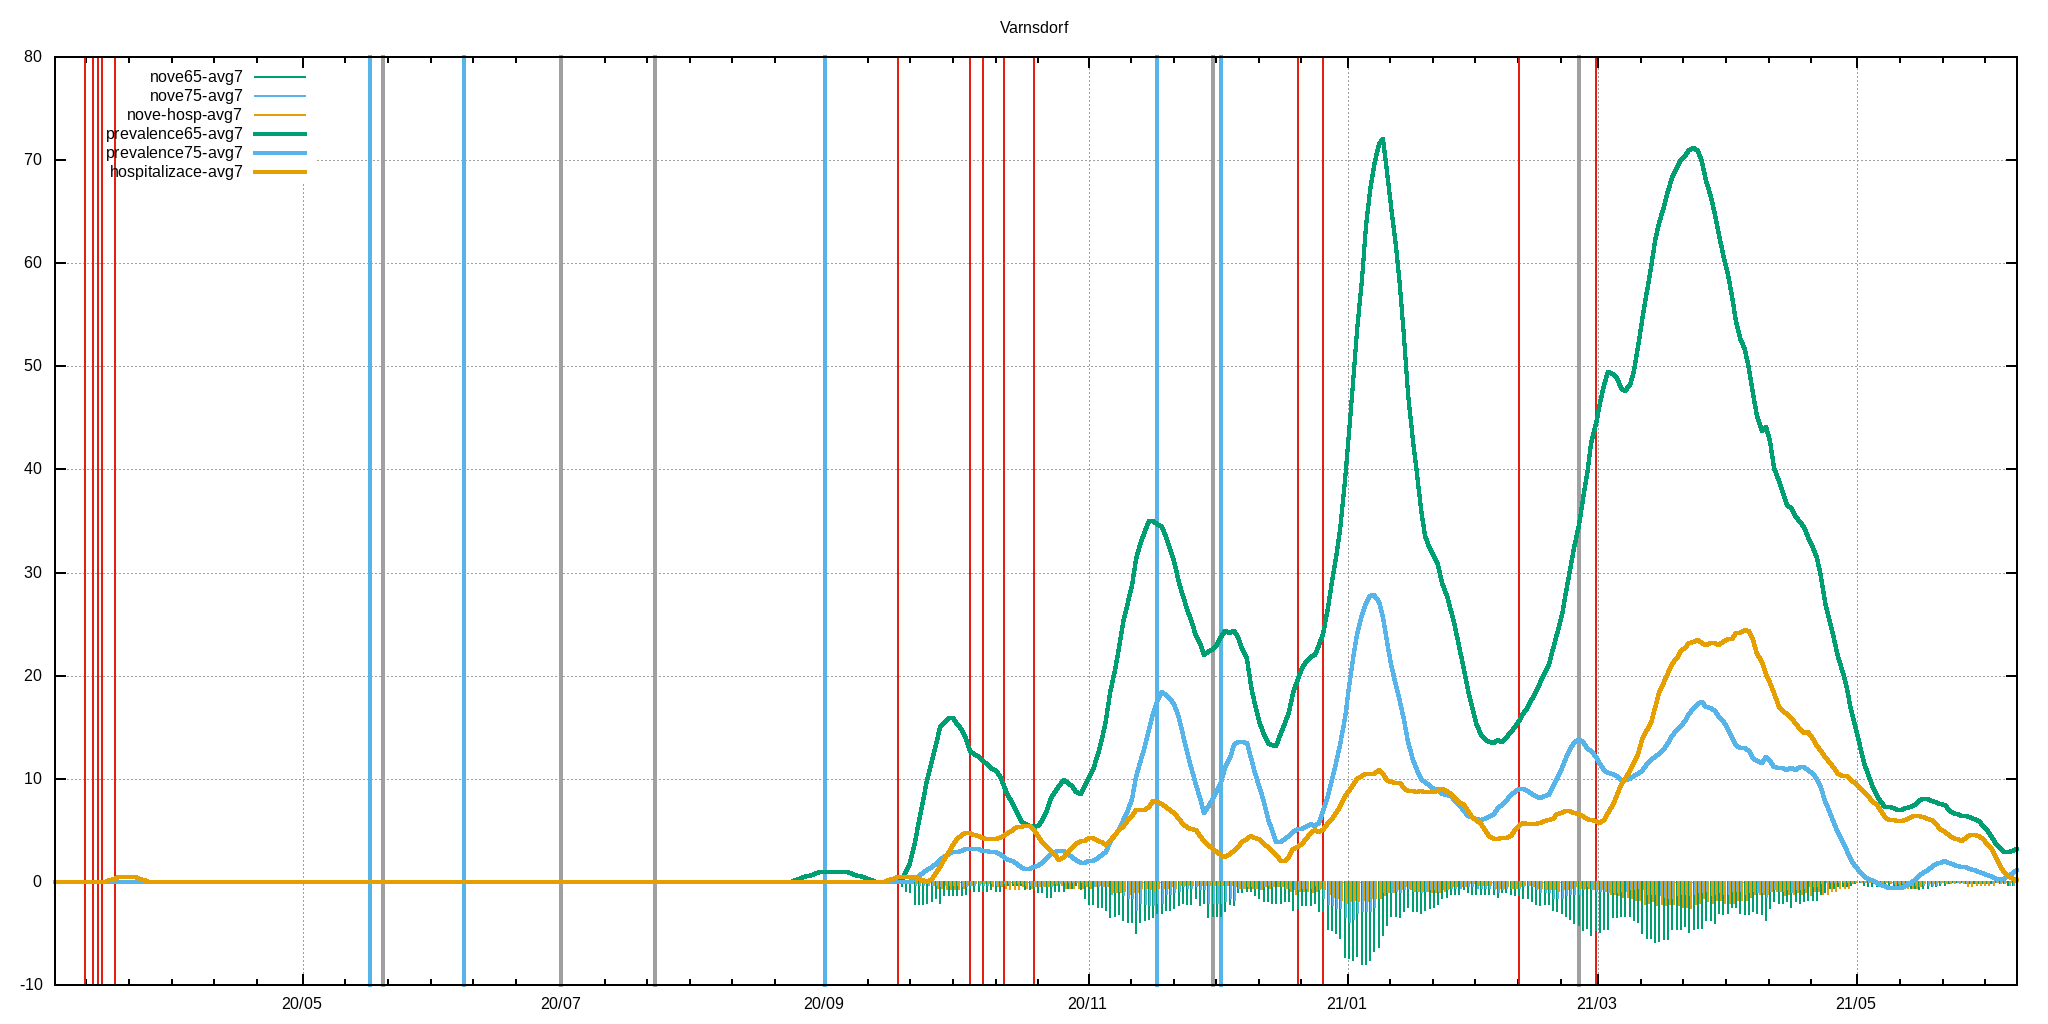 Varnsdorf
80
70
60
50
40
30
20
10
0
-10
nove65-avg7
nove75-avg7
nove-hosp-avg7
prevalence65-avg7
prevalence75-avg7
hospitalizace-avg7
20/05 20/07 20/09 20/11 21/01 21/03 21/05